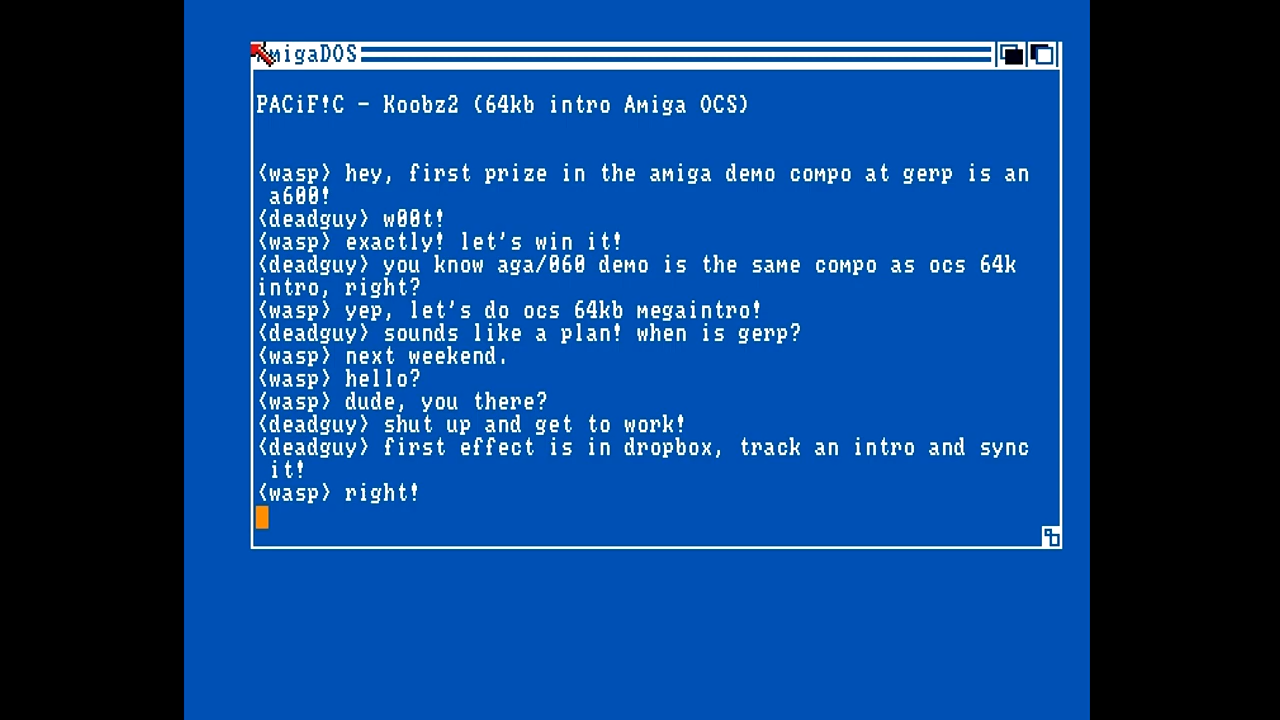 AmigaDOS
PACiF!C - Koobz2 (64kb intro Amiga OCS)
<wasp> hey, first prize in the amiga demo compo at gerp is an
a600!
<deadguy> w00t!
<wasp> exactly! let's win it!
<deadguy> you know aga/060 demo is the same compo as ocs 64k
intro, right?
<wasp> yep, let's do ocs 64kb megaintro!
<deadguy> sounds like a plan! when is gerp?
<wasp> next weekend.
<wasp> hello?
<wasp> dude, you there?
<deadguy> shut up and get to work!
<deadguy> first effect is in dropbox, track an intro and sync
it!
<wasp> right!